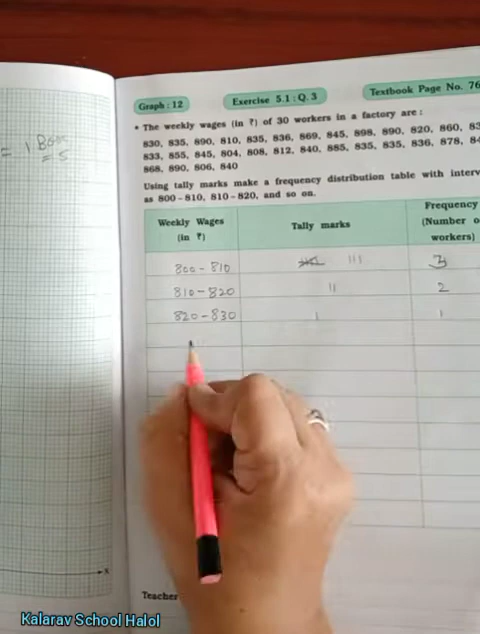 Graph : 12 Exercise 5.1 : Q. 3 Textbook Page No. 76
• The weekly wages (in ₹) of 30 workers in a factory are :
830, 835, 890, 810, 835, 836, 869, 845, 898, 890, 820, 860, 83
833, 855, 845, 804, 808, 812, 840, 885, 835, 835, 836, 878, 84
868, 890, 806, 840
Using tally marks make a frequency distribution table with interv
as 800-810, 810-820, and so on.
Weekly Wages (in ₹) Tally marks Frequency (Number o workers)
800-810 ||| 3
810-820 || 2
820-830 | 1
= 1
= 5
Teacher
x
Kalarav School Halol